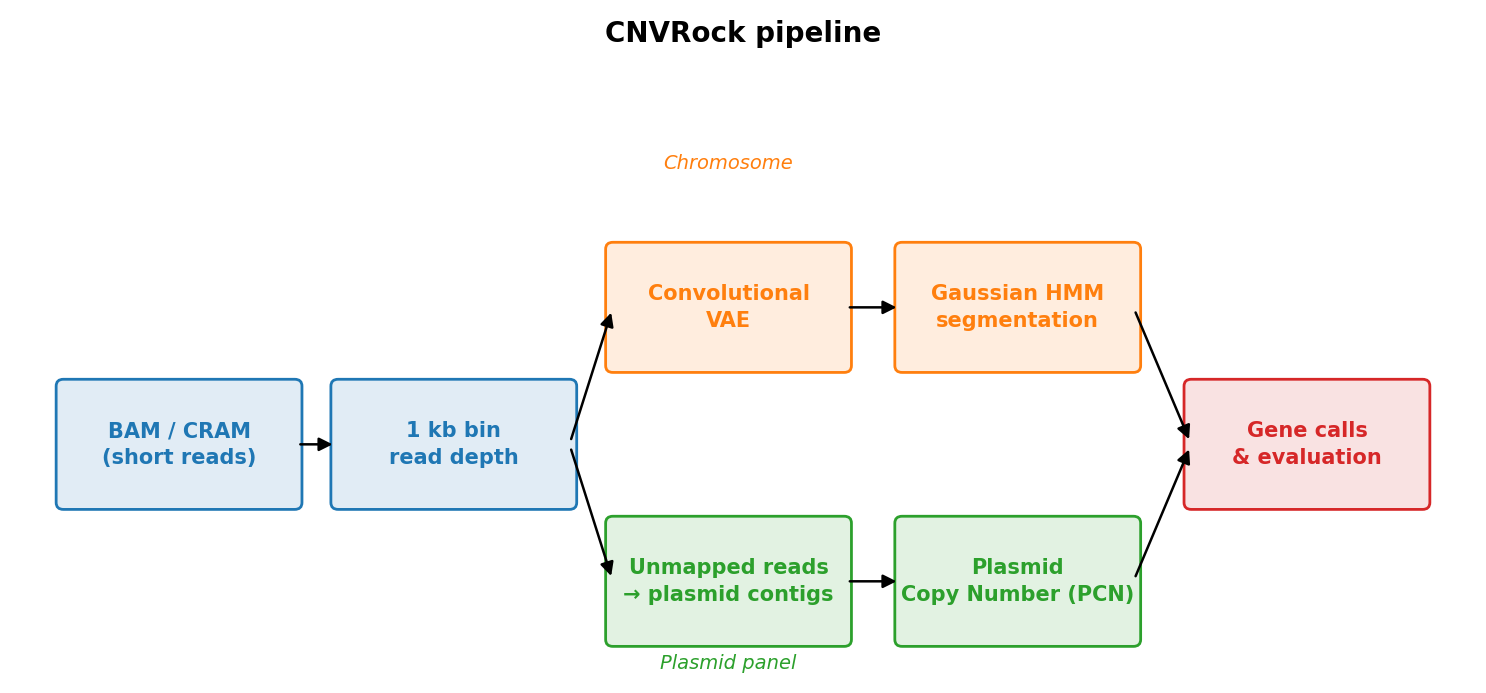 CNVRock pipeline
Chromosome
Convolutional
VAE
Gaussian HMM
segmentation
BAM / CRAM
(short reads)
1 kb bin
read depth
Gene calls
& evaluation
Unmapped reads
→ plasmid contigs
Plasmid
Copy Number (PCN)
Plasmid panel